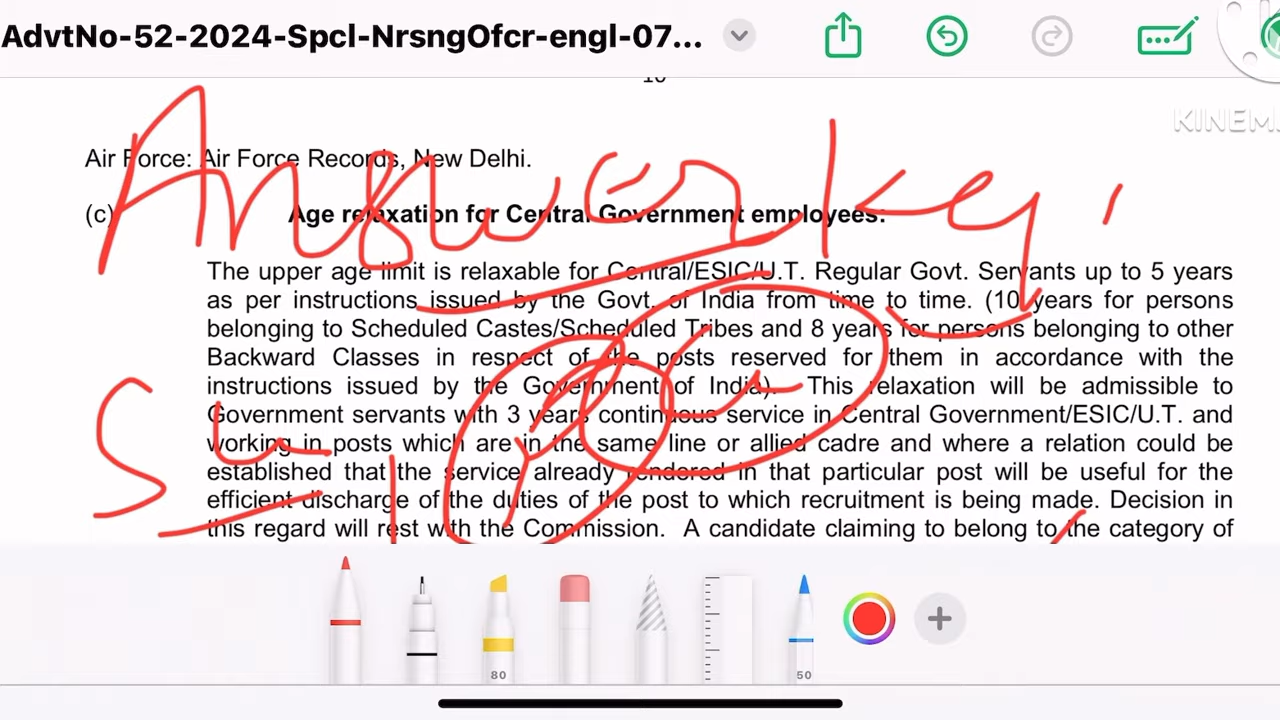 AdvtNo-52-2024-Spcl-NrsngOfcr-engl-07...
10
KINEM
Air Force: Air Force Records, New Delhi.
(c) Age relaxation for Central Government employees:
Answer key
The upper age limit is relaxable for Central/ESIC/U.T. Regular Govt. Servants up to 5 years
as per instructions issued by the Govt. of India from time to time. (10 years for persons
belonging to Scheduled Castes/Scheduled Tribes and 8 years for persons belonging to other
Backward Classes in respect of the posts reserved for them in accordance with the
instructions issued by the Government of India). This relaxation will be admissible to
Government servants with 3 years continuous service in Central Government/ESIC/U.T. and
working in posts which are in the same line or allied cadre and where a relation could be
established that the service already rendered in that particular post will be useful for the
efficient discharge of the duties of the post to which recruitment is being made. Decision in
this regard will rest with the Commission. A candidate claiming to belong to the category of
80
50